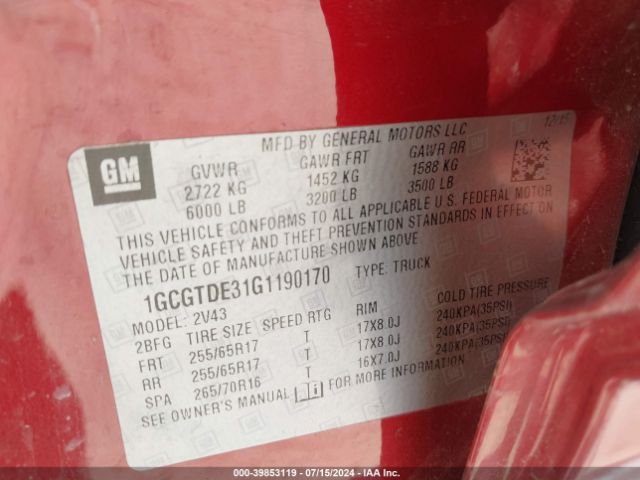 12/15
MFD BY GENERAL MOTORS LLC
GM
GVWR GAWR FRT GAWR RR
2722 KG 1452 KG 1588 KG
6000 LB 3200 LB 3500 LB
THIS VEHICLE CONFORMS TO ALL APPLICABLE U.S. FEDERAL MOTOR
VEHICLE SAFETY AND THEFT PREVENTION STANDARDS IN EFFECT ON
THE DATE OF MANUFACTURE SHOWN ABOVE.
1GCGTDE31G1190170 TYPE: TRUCK
MODEL: 2V43
2BFG TIRE SIZE SPEED RTG RIM COLD TIRE PRESSURE
FRT 255/65R17 T 17X8.0J 240KPA(35PSI)
RR 255/65R17 T 17X8.0J 240KPA(35PSI)
SPA 265/70R16 T 16X7.0J 240KPA(35PSI)
SEE OWNER'S MANUAL FOR MORE INFORMATION.
000-39853119 - 07/15/2024 - IAA Inc.